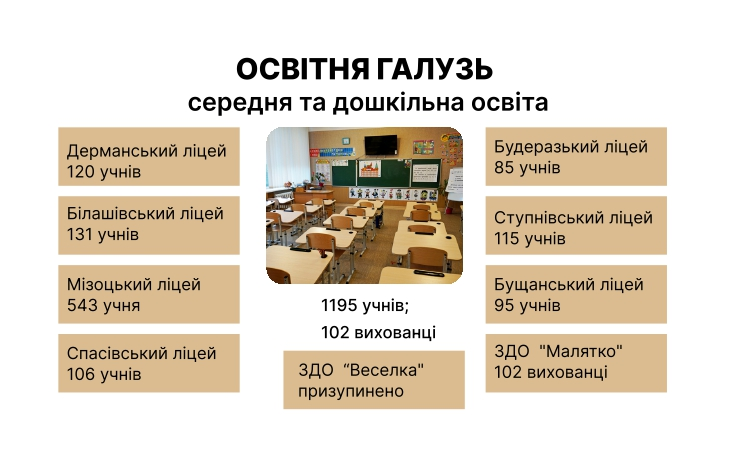 ОСВІТНЯ ГАЛУЗЬ
середня та дошкільна освіта
Дерманський ліцей
120 учнів
Білашівський ліцей
131 учнів
Мізоцький ліцей
543 учня
Спасівський ліцей
106 учнів
1195 учнів;
102 вихованці
ЗДО “Веселка"
призупинено
Будеразький ліцей
85 учнів
Ступнівський ліцей
115 учнів
Бущанський ліцей
95 учнів
ЗДО "Малятко"
102 вихованці